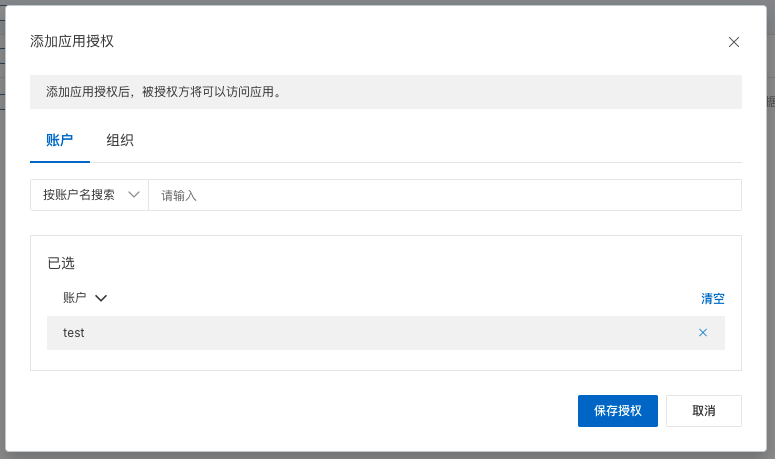 添加应用授权
添加应用授权后，被授权方将可以访问应用。
账户 组织
按账户名搜索 请输入
已选
账户 清空
test
保存授权 取消